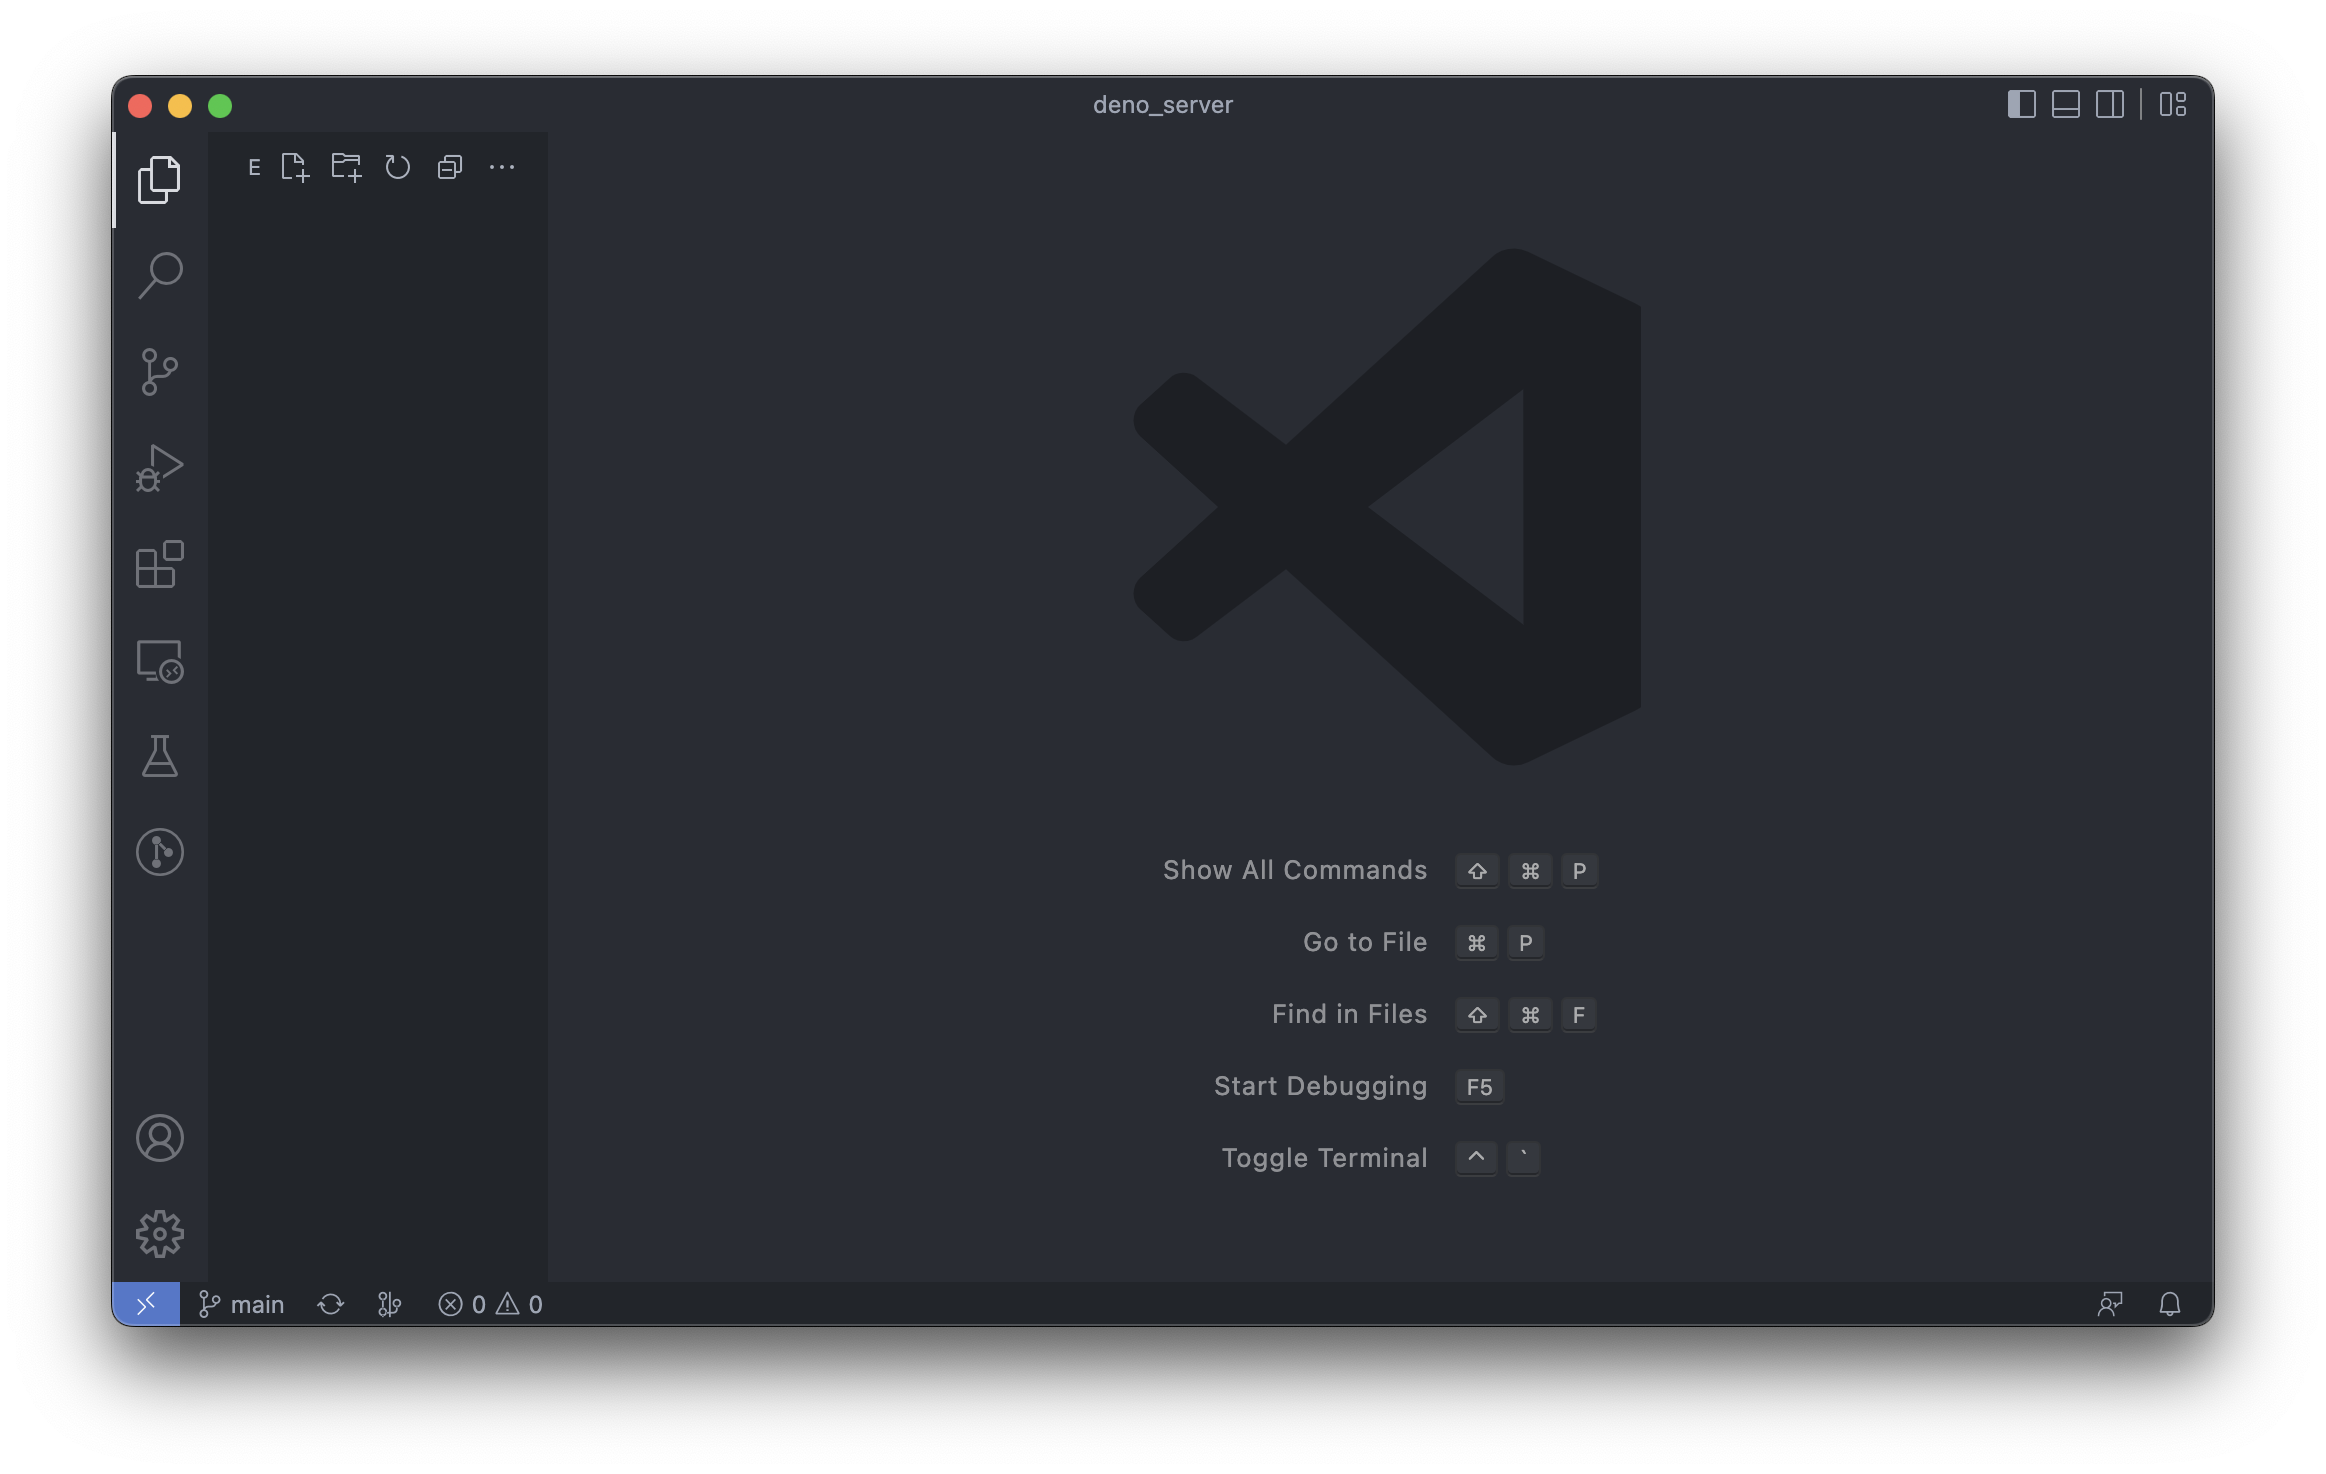 deno_server
E
Show All Commands ⇧ ⌘ P
Go to File ⌘ P
Find in Files ⇧ ⌘ F
Start Debugging F5
Toggle Terminal ^ `
main 0 0